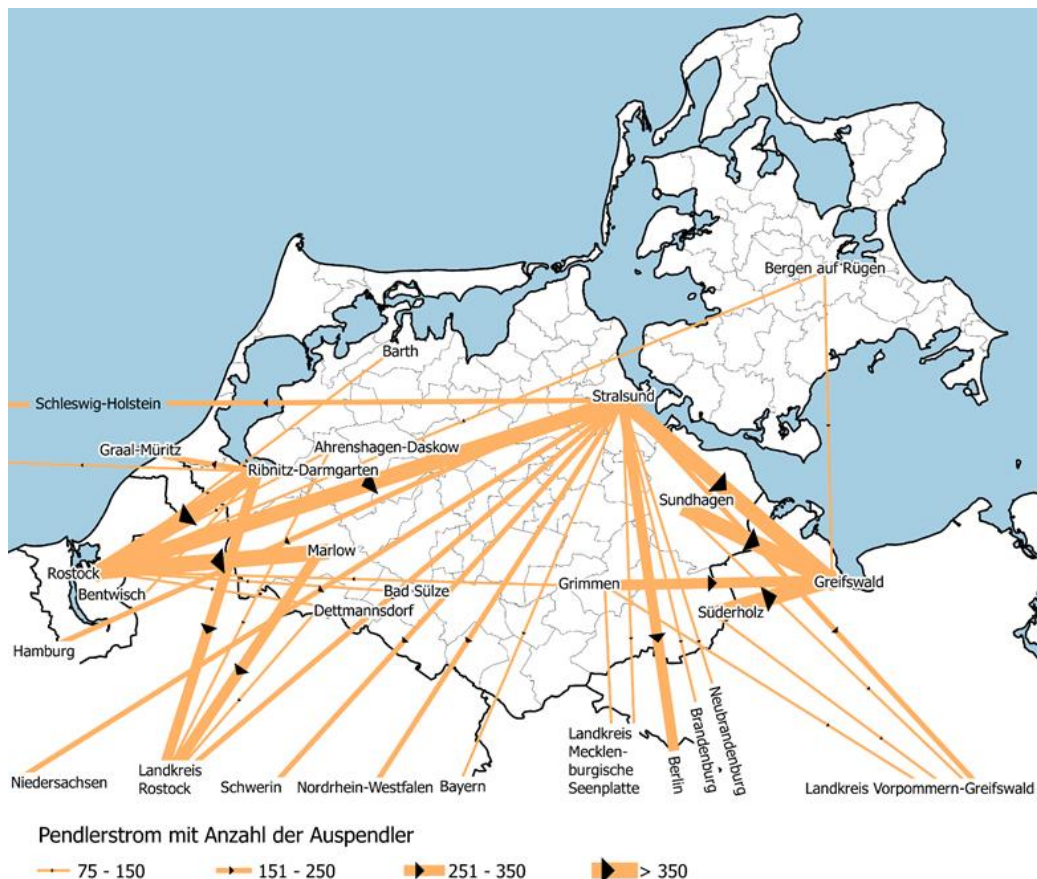 Bergen auf Rügen
Barth
Stralsund
Schleswig-Holstein
Graal-Müritz
Ahrenshagen-Daskow
Ribnitz-Darmgarten
Sundhagen
Marlow
Rostock
Bentwisch
Bad Sülze
Grimmen
Greifswald
Dettmannsdorf
Süderholz
Hamburg
Niedersachsen
Landkreis
Rostock
Schwerin
Nordrhein-Westfalen
Bayern
Landkreis
Mecklen-
burgische
Seenplatte
Berlin
Brandenburg
Neubrandenburg
Landkreis Vorpommern-Greifswald
Pendlerstrom mit Anzahl der Auspendler
75 - 150
151 - 250
251 - 350
> 350